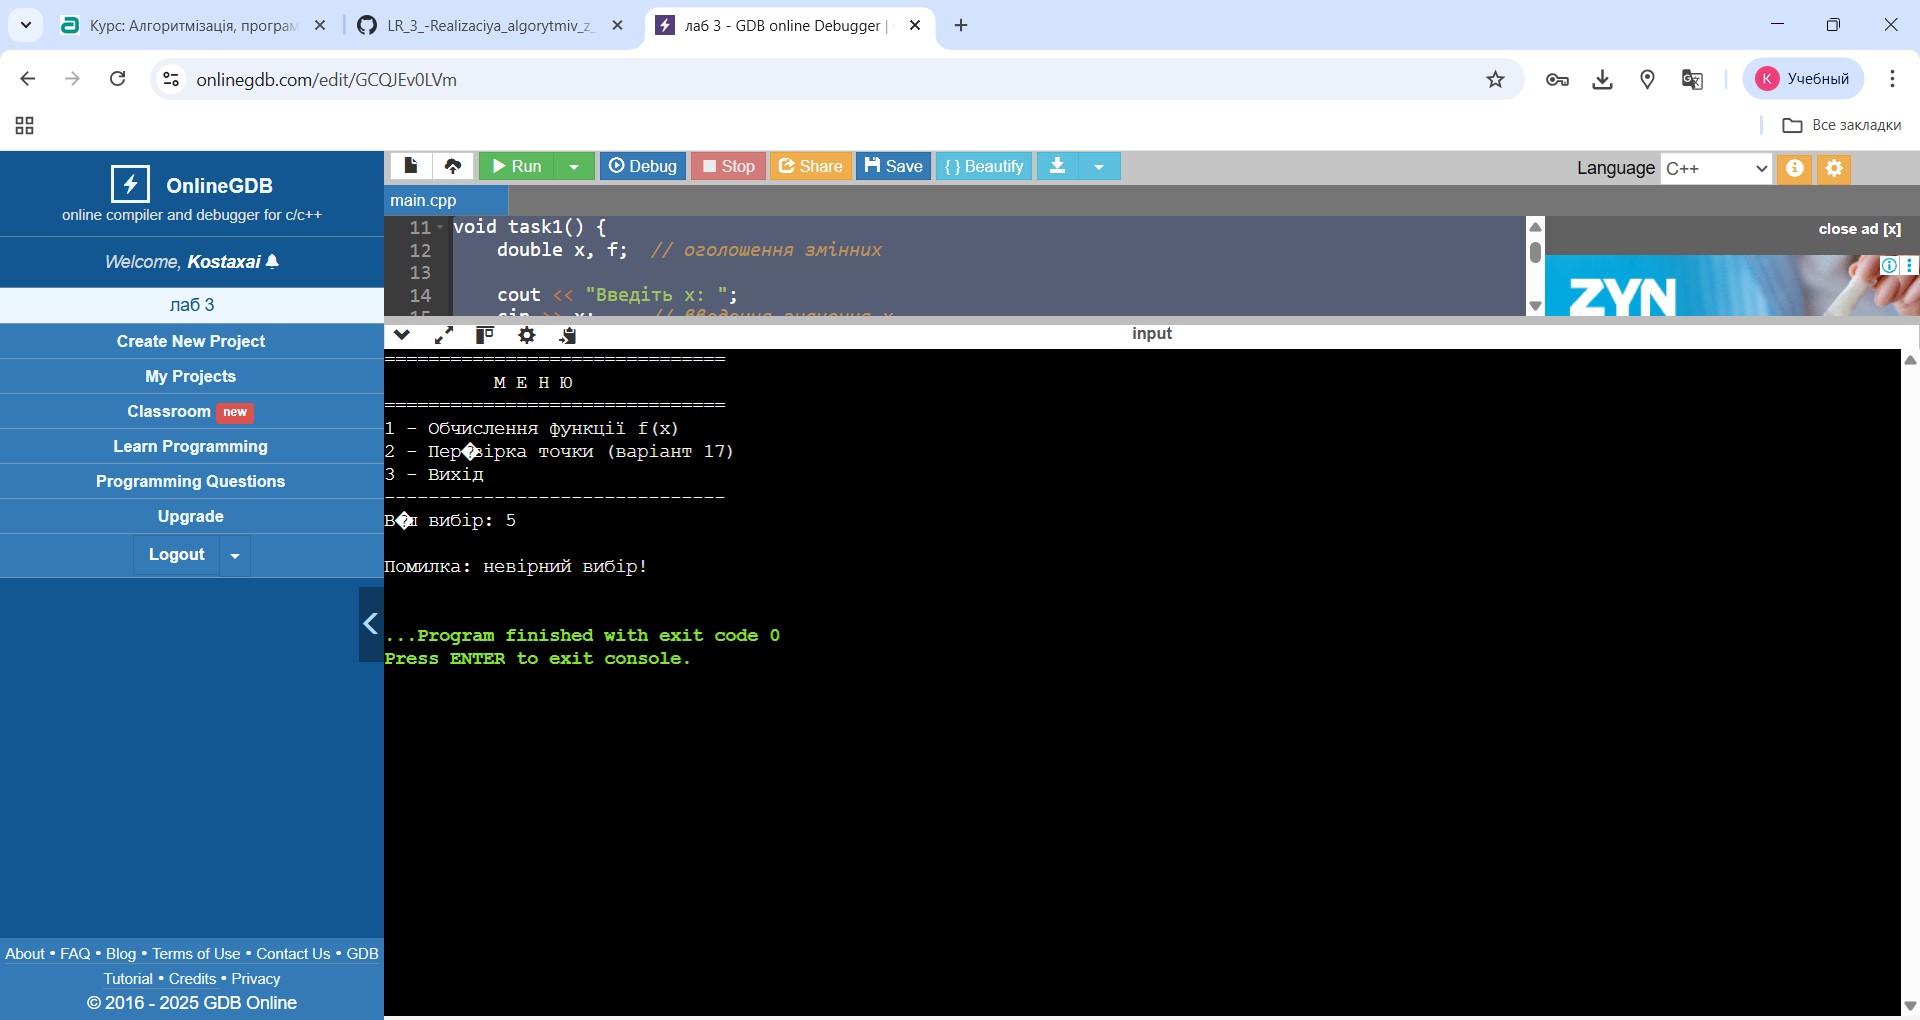 Курс: Алгоритмізація, програм
LR_3_-Realizaciya_algorytmiv_z_
лаб 3 - GDB online Debugger |
onlinegdb.com/edit/GCQJEv0LVm
К Учебный
Все закладки
OnlineGDB
online compiler and debugger for c/c++
Welcome, Kostaxai
лаб 3
Create New Project
My Projects
Classroom new
Learn Programming
Programming Questions
Upgrade
Logout
About • FAQ • Blog • Terms of Use • Contact Us • GDB
Tutorial • Credits • Privacy
© 2016 - 2025 GDB Online
Run
Debug
Stop
Share
Save
{ } Beautify
Language C++
main.cpp
11 void task1() {
12 double x, f; // оголошення змінних
13
14 cout << "Введіть x: ";
15 cin >> x; // введення значення x
close ad [x]
ZYN
input
===============================
М Е Н Ю
===============================
1 - Обчислення функції f(x)
2 - Пер�вірка точки (варіант 17)
3 - Вихід
-------------------------------
В�ш вибір: 5
Помилка: невірний вибір!
...Program finished with exit code 0
Press ENTER to exit console.